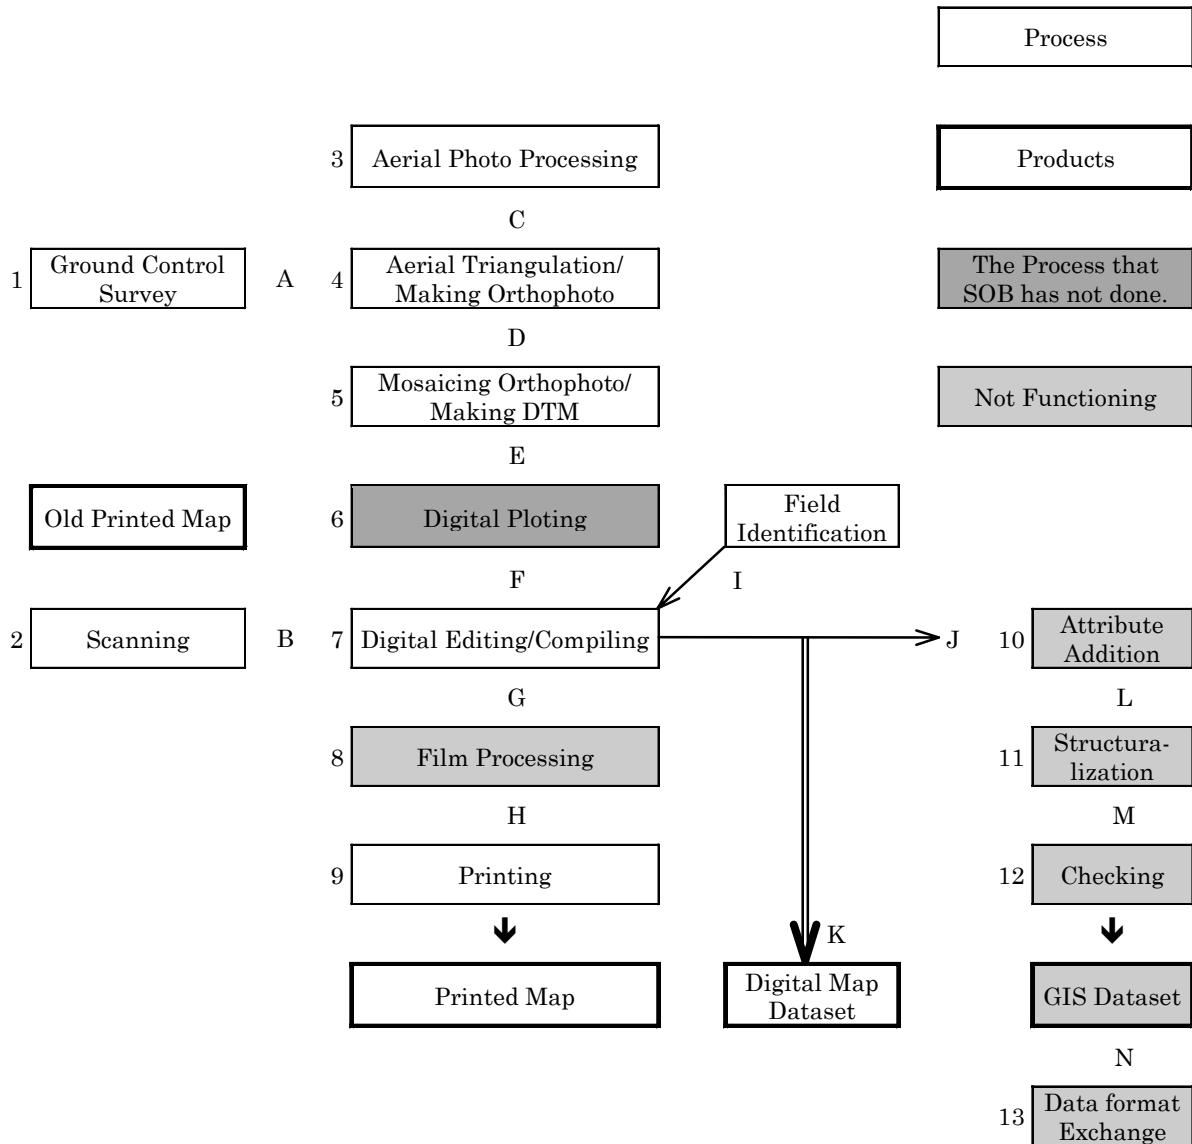 Process
3 Aerial Photo Processing
Products
C
1 Ground Control
Survey
A
4 Aerial Triangulation/
Making Orthophoto
The Process that
SOB has not done.
D
5 Mosaicing Orthophoto/
Making DTM
Not Functioning
E
Old Printed Map
6 Digital Ploting
Field
Identification
F
I
2 Scanning
B
7 Digital Editing/Compiling
J
10 Attribute
Addition
G
L
8 Film Processing
11 Structura-
lization
H
M
9 Printing
12 Checking
K
Printed Map
Digital Map
Dataset
GIS Dataset
N
13 Data format
Exchange